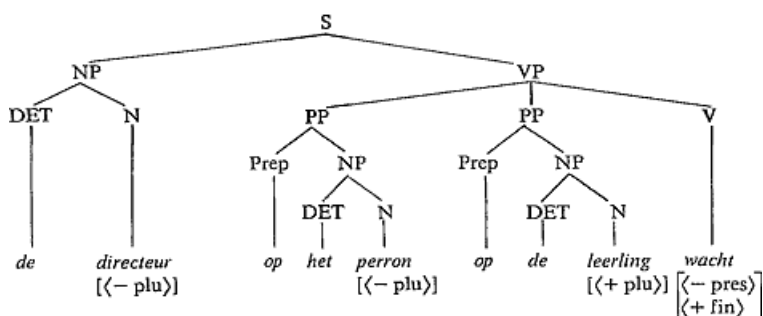 S
NP VP
DET N PP PP V
Prep NP Prep NP
DET N DET N
de directeur op het perron op de leerling wacht
[⟨− plu⟩] [⟨− plu⟩] [⟨+ plu⟩] [⟨− pres⟩
⟨+ fin⟩]